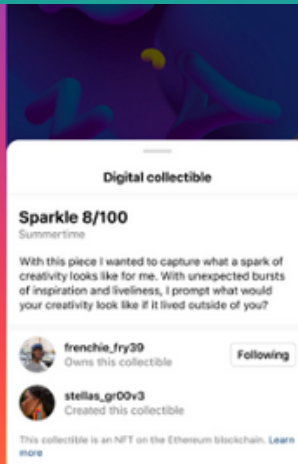 Digital collectible
Sparkle 8/100
Summertime
With this piece I wanted to capture what a spark of
creativity looks like for me. With unexpected bursts
of inspiration and liveliness, I prompt what would
your creativity look like if it lived outside of you?
frenchie_fry39
Owns this collectible
Following
stellas_gr00v3
Created this collectible
This collectible is an NFT on the Ethereum blockchain. Learn
more